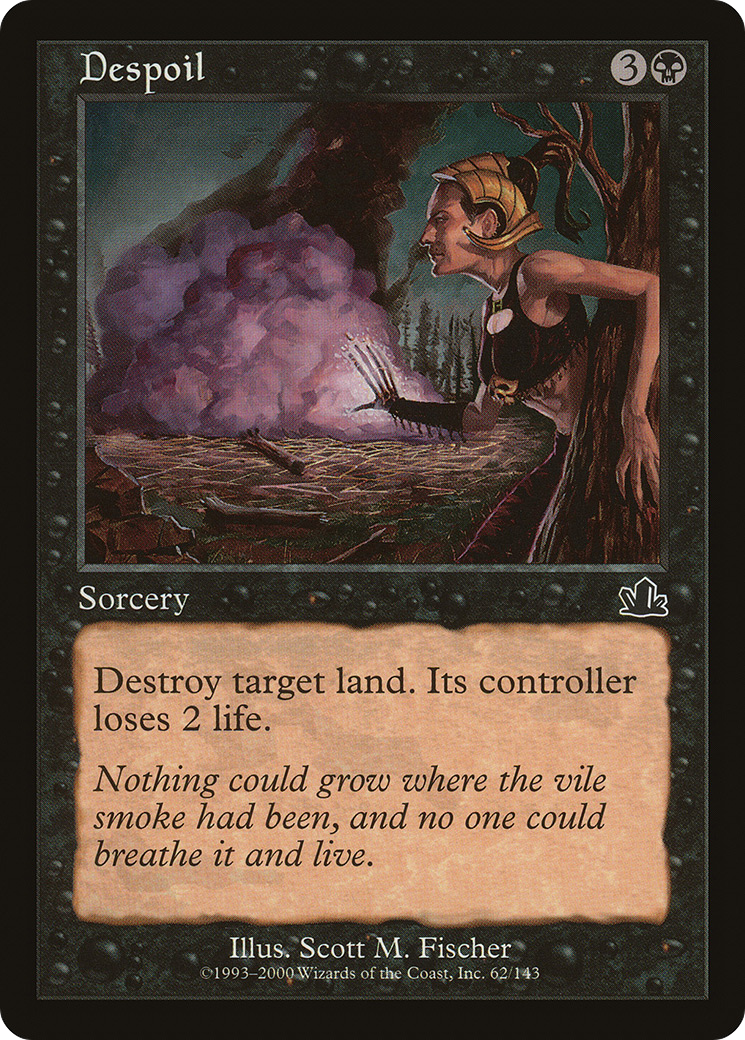 Despoil
3
Sorcery
Destroy target land. Its controller
loses 2 life.
Nothing could grow where the vile
smoke had been, and no one could
breathe it and live.
Illus. Scott M. Fischer
©1993–2000 Wizards of the Coast, Inc. 62/143